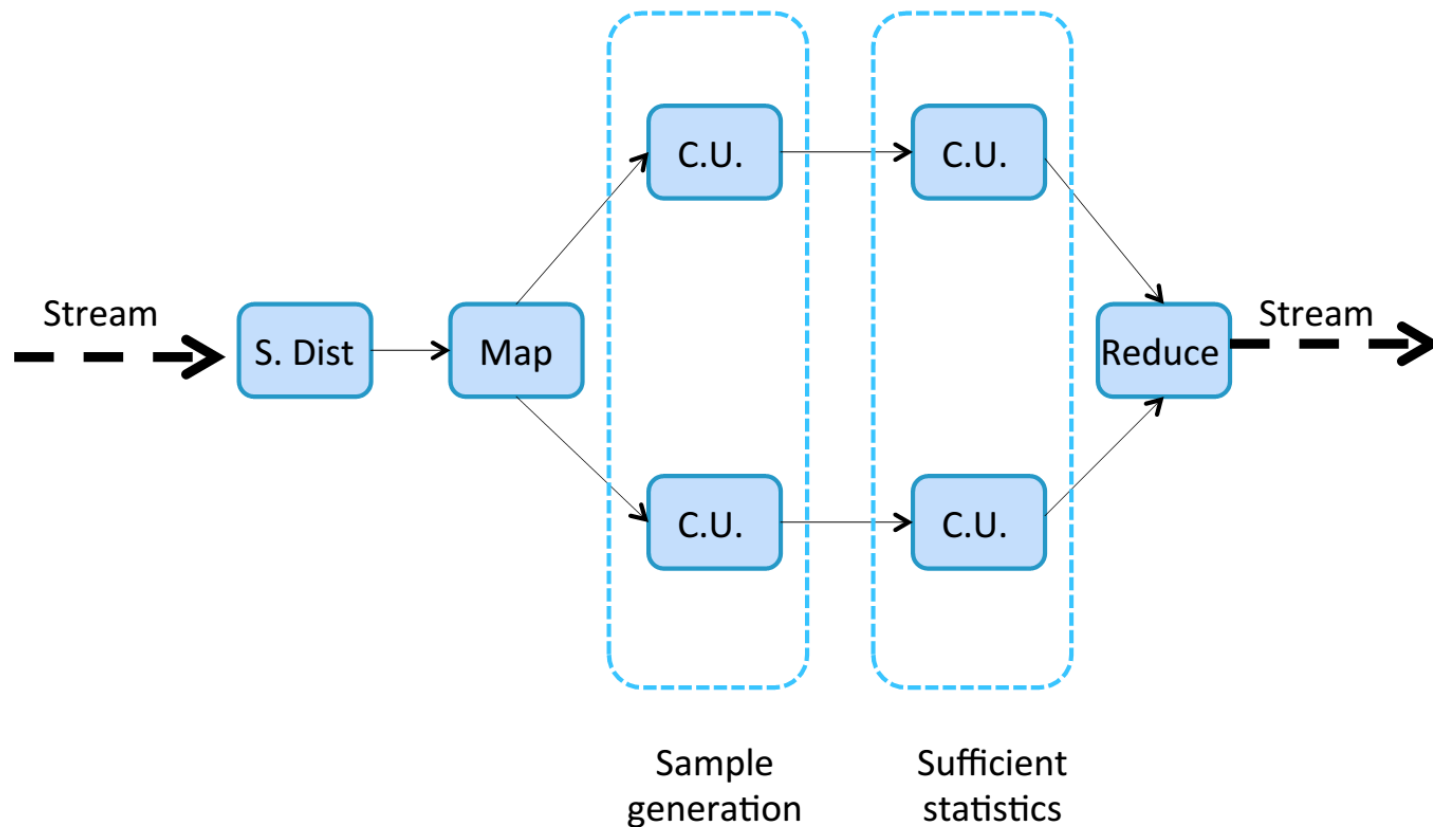 C.U.
C.U.
Stream
S. Dist
Map
Reduce
Stream
C.U.
C.U.
Sample
generation
Sufficient
statistics